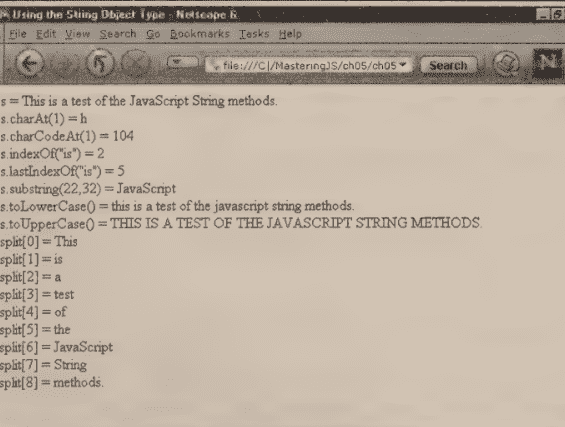 Using the String Object Type - Netscape 6
File Edit View Search Go Bookmarks Tasks Help
file:///C|/MasteringJS/ch05/ch05 Search N
s = This is a test of the JavaScript String methods.
s.charAt(1) = h
s.charCodeAt(1) = 104
s.indexOf("is") = 2
s.lastIndexOf("is") = 5
s.substring(22,32) = JavaScript
s.toLowerCase() = this is a test of the javascript string methods.
s.toUpperCase() = THIS IS A TEST OF THE JAVASCRIPT STRING METHODS.
split[0] = This
split[1] = is
split[2] = a
split[3] = test
split[4] = of
split[5] = the
split[6] = JavaScript
split[7] = String
split[8] = methods.